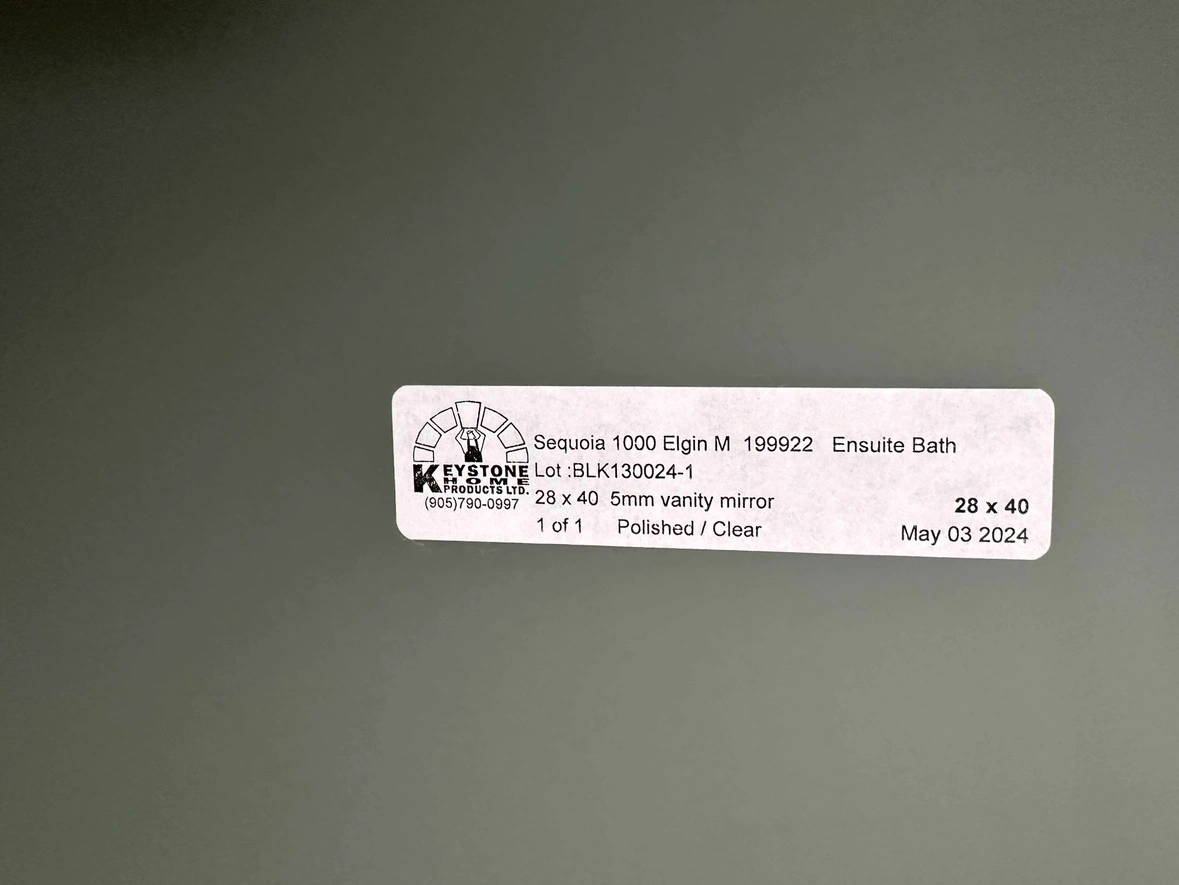 KEYSTONE
HOME
PRODUCTS LTD.
(905)790-0997
Sequoia 1000 Elgin M 199922 Ensuite Bath
Lot :BLK130024-1
28 x 40 5mm vanity mirror
28 x 40
1 of 1 Polished / Clear
May 03 2024